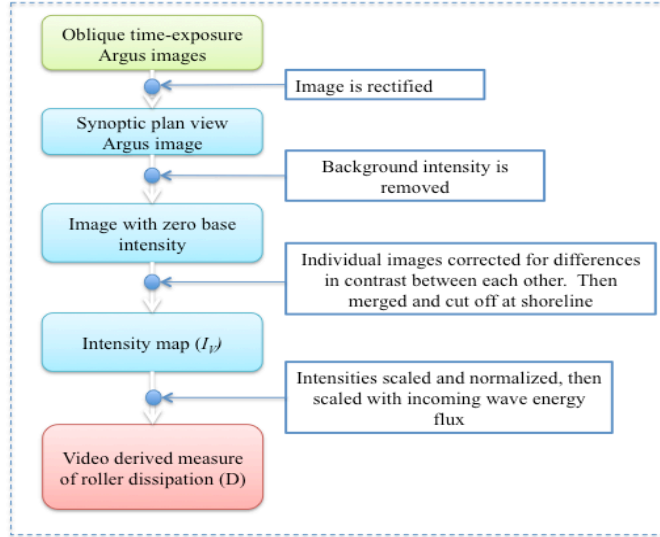 Oblique time-exposure
Argus images
Image is rectified
Synoptic plan view
Argus image
Background intensity is
removed
Image with zero base
intensity
Individual images corrected for differences
in contrast between each other. Then
merged and cut off at shoreline
Intensity map (IV)
Intensities scaled and normalized, then
scaled with incoming wave energy
flux
Video derived measure
of roller dissipation (D)